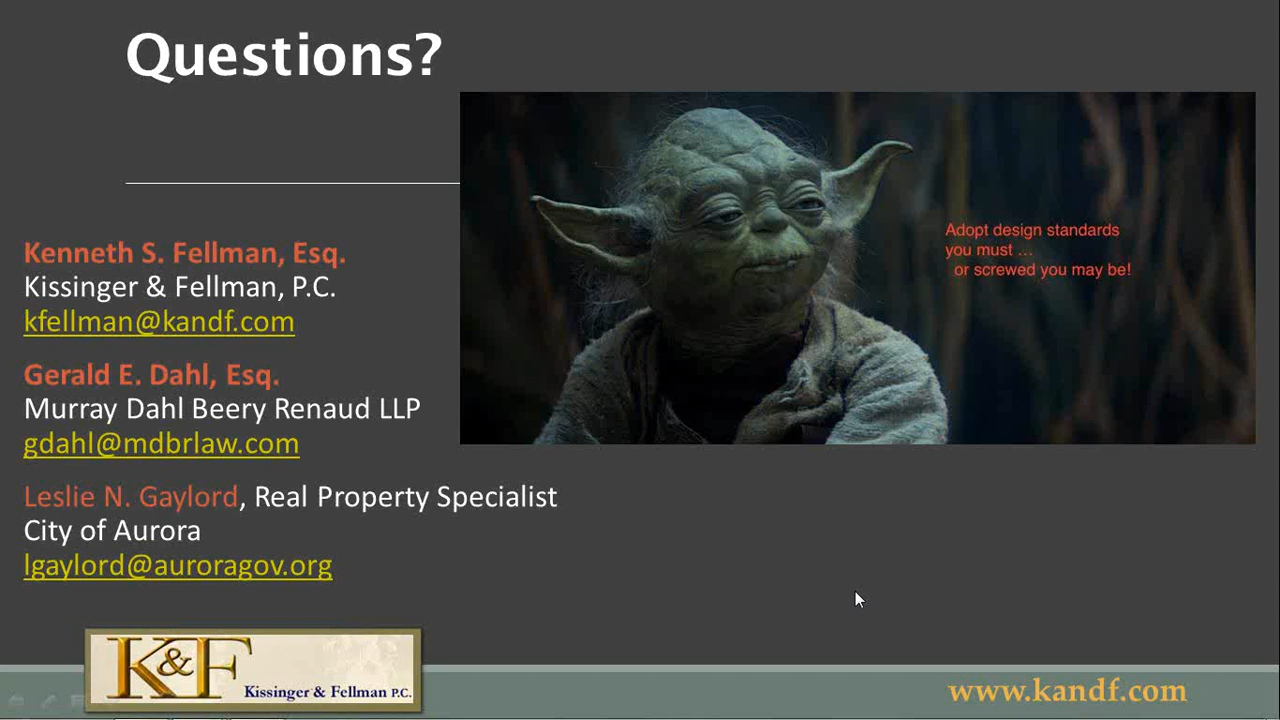 Questions?
Adopt design standards
you must ...
or screwed you may be!
Kenneth S. Fellman, Esq.
Kissinger & Fellman, P.C.
kfellman@kandf.com
Gerald E. Dahl, Esq.
Murray Dahl Beery Renaud LLP
gdahl@mdbrlaw.com
Leslie N. Gaylord, Real Property Specialist
City of Aurora
lgaylord@auroragov.org
K&F
Kissinger & Fellman P.C.
www.kandf.com